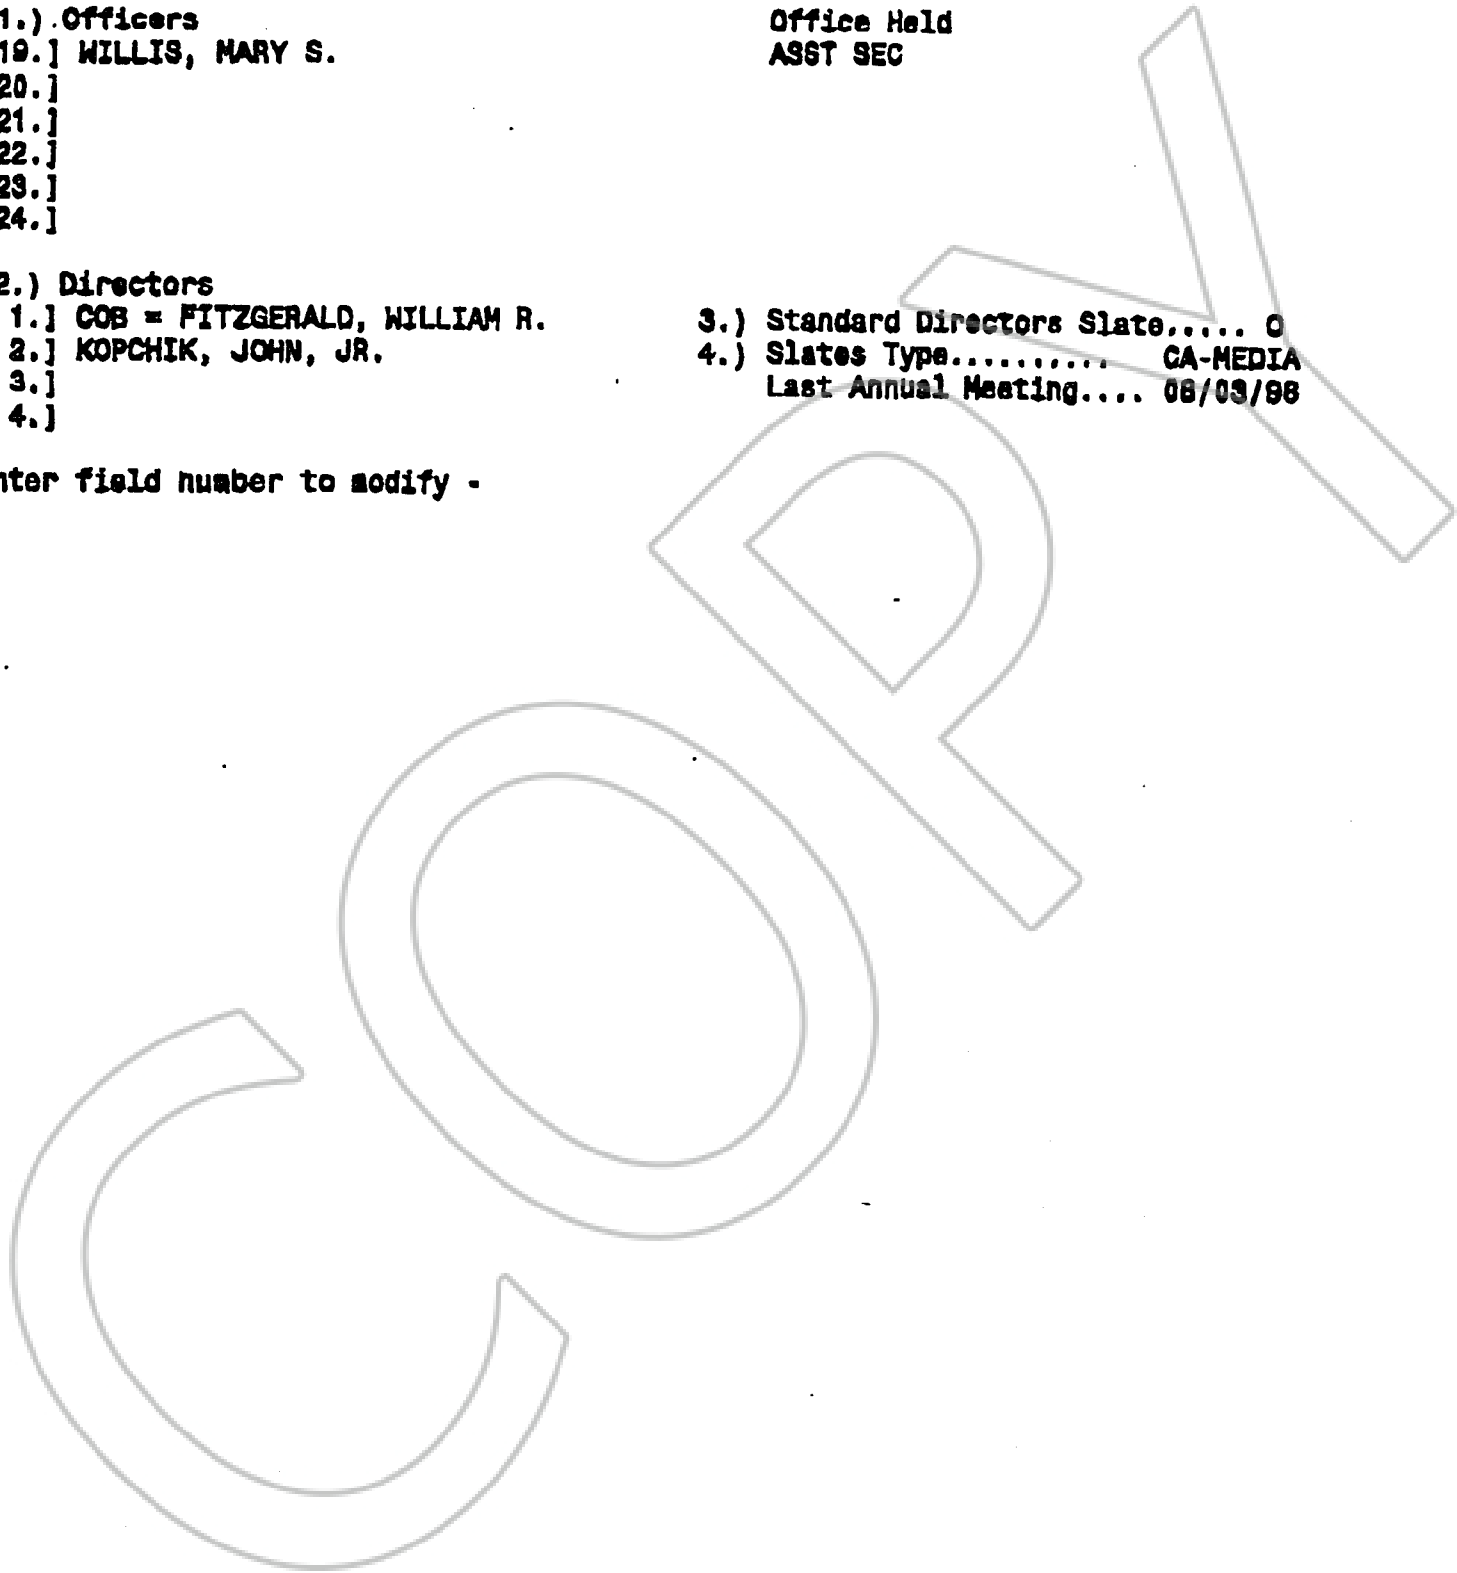 1.) Officers Office Held
19.] WILLIS, MARY S. ASST SEC
20.]
21.]
22.]
23.]
24.]
2.) Directors
1.] COB = FITZGERALD, WILLIAM R. 3.) Standard Directors Slate..... O
2.] KOPCHIK, JOHN, JR. 4.) Slates Type.......... CA-MEDIA
3.] Last Annual Meeting.... 06/03/96
4.]
nter field number to modify -
COPY